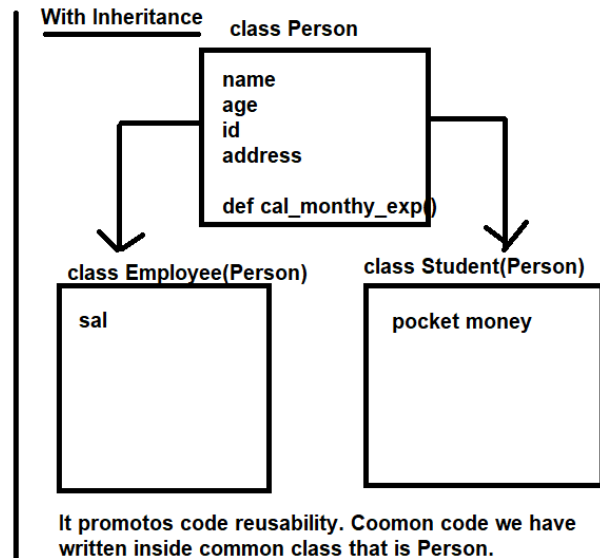 With Inheritance
class Person
name
age
id
address
def cal_monthy_exp()
class Employee(Person)
sal
class Student(Person)
pocket money
It promotos code reusability. Coomon code we have
written inside common class that is Person.